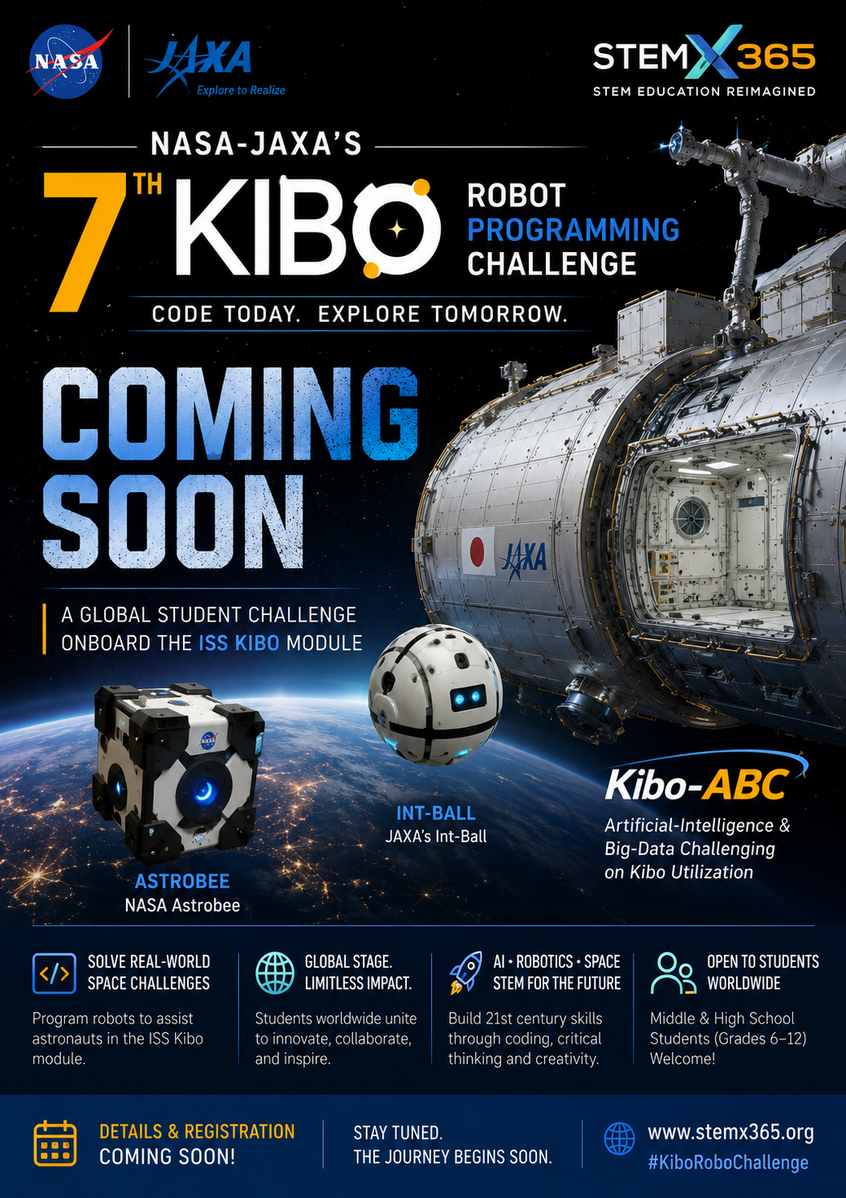 NASA
JAXA
Explore to Realize
STEMX365
STEM EDUCATION REIMAGINED
NASA-JAXA'S
7TH KIBO
ROBOT
PROGRAMMING
CHALLENGE
CODE TODAY. EXPLORE TOMORROW.
COMING
SOON
A GLOBAL STUDENT CHALLENGE
ONBOARD THE ISS KIBO MODULE
JAXA
NASA
INT-BALL
JAXA's Int-Ball
ASTROBEE
NASA Astrobee
Kibo-ABC
Artificial-Intelligence &
Big-Data Challenging
on Kibo Utilization
</>
SOLVE REAL-WORLD
SPACE CHALLENGES
Program robots to assist
astronauts in the ISS Kibo
module.
GLOBAL STAGE.
LIMITLESS IMPACT.
Students worldwide unite
to innovate, collaborate,
and inspire.
AI • ROBOTICS • SPACE
STEM FOR THE FUTURE
Build 21st century skills
through coding, critical
thinking and creativity.
OPEN TO STUDENTS
WORLDWIDE
Middle & High School
Students (Grades 6–12)
Welcome!
DETAILS & REGISTRATION
COMING SOON!
STAY TUNED.
THE JOURNEY BEGINS SOON.
www.stemx365.org
#KiboRoboChallenge